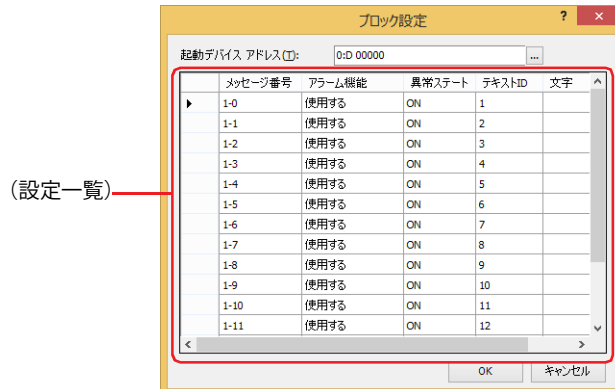 ブロック設定 ? ×
起動デバイス アドレス(T): 0:D 00000 ...
メッセージ番号 アラーム機能 異常ステート テキストID 文字
1-0 使用する ON 1
1-1 使用する ON 2
1-2 使用する ON 3
1-3 使用する ON 4
(設定一覧)
1-4 使用する ON 5
1-5 使用する ON 6
1-6 使用する ON 7
1-7 使用する ON 8
1-8 使用する ON 9
1-9 使用する ON 10
1-10 使用する ON 11
1-11 使用する ON 12
OK キャンセル